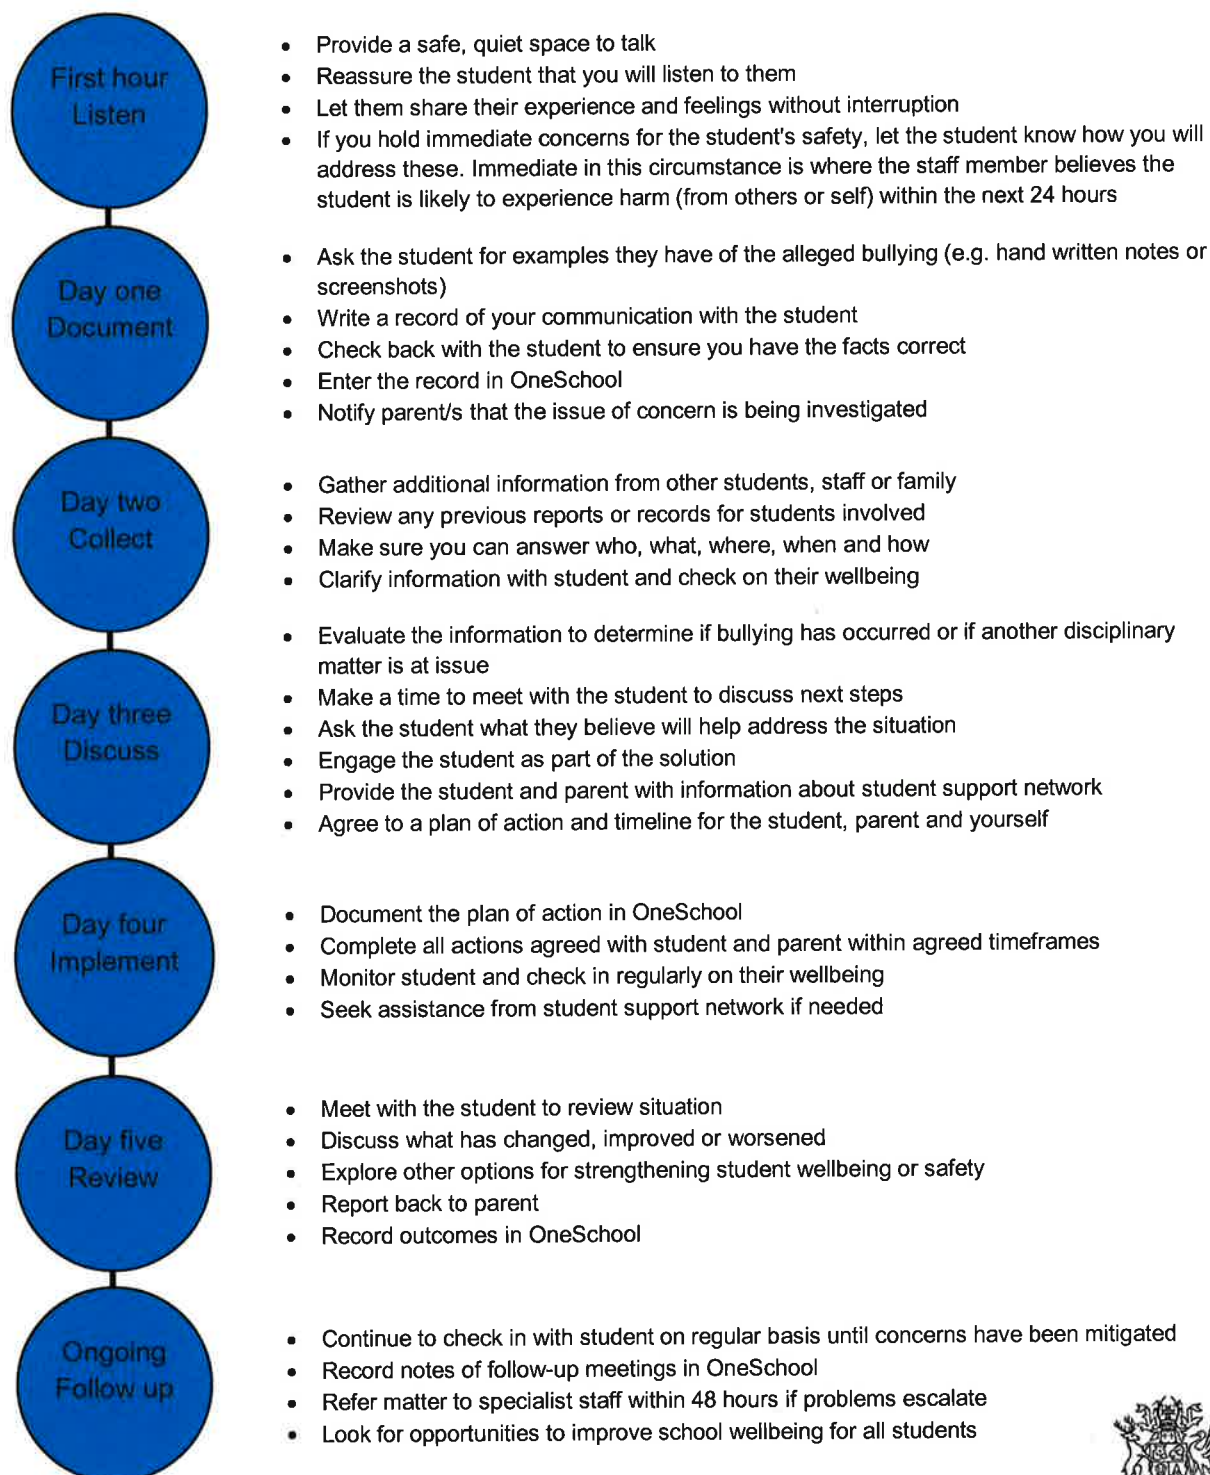 First hour
Listen
• Provide a safe, quiet space to talk
• Reassure the student that you will listen to them
• Let them share their experience and feelings without interruption
• If you hold immediate concerns for the student's safety, let the student know how you will
address these. Immediate in this circumstance is where the staff member believes the
student is likely to experience harm (from others or self) within the next 24 hours
Day one
Document
• Ask the student for examples they have of the alleged bullying (e.g. hand written notes or
screenshots)
• Write a record of your communication with the student
• Check back with the student to ensure you have the facts correct
• Enter the record in OneSchool
• Notify parent/s that the issue of concern is being investigated
Day two
Collect
• Gather additional information from other students, staff or family
• Review any previous reports or records for students involved
• Make sure you can answer who, what, where, when and how
• Clarify information with student and check on their wellbeing
Day three
Discuss
• Evaluate the information to determine if bullying has occurred or if another disciplinary
matter is at issue
• Make a time to meet with the student to discuss next steps
• Ask the student what they believe will help address the situation
• Engage the student as part of the solution
• Provide the student and parent with information about student support network
• Agree to a plan of action and timeline for the student, parent and yourself
Day four
Implement
• Document the plan of action in OneSchool
• Complete all actions agreed with student and parent within agreed timeframes
• Monitor student and check in regularly on their wellbeing
• Seek assistance from student support network if needed
Day five
Review
• Meet with the student to review situation
• Discuss what has changed, improved or worsened
• Explore other options for strengthening student wellbeing or safety
• Report back to parent
• Record outcomes in OneSchool
Ongoing
Follow up
• Continue to check in with student on regular basis until concerns have been mitigated
• Record notes of follow-up meetings in OneSchool
• Refer matter to specialist staff within 48 hours if problems escalate
• Look for opportunities to improve school wellbeing for all students